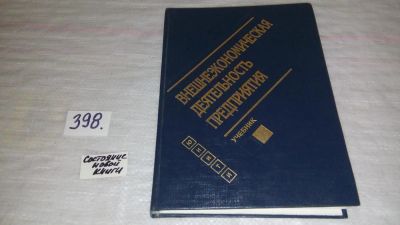 398.
Состояние
новой
книги
ВНЕШНЕЭКОНОМИЧЕСКАЯ
ДЕЯТЕЛЬНОСТЬ
ПРЕДПРИЯТИЯ
УЧЕБНИК